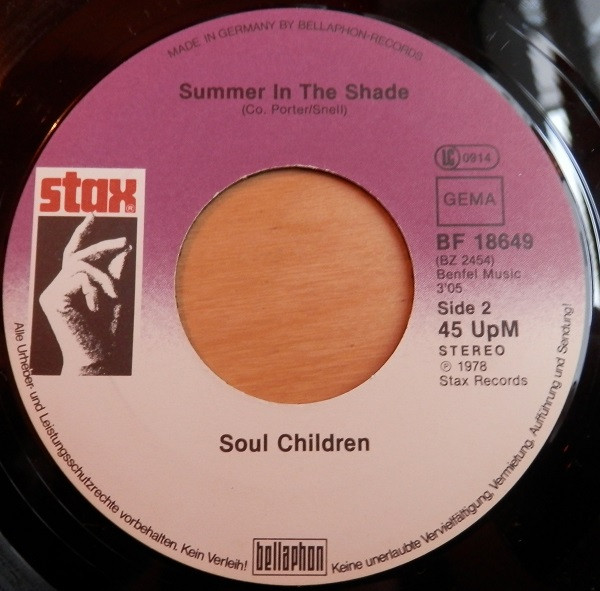 MADE IN GERMANY BY BELLAPHON-RECORDS
Summer In The Shade
(Co. Porter/Snell)
LC 0914
stax®
GEMA
BF 18649
(BZ 2454)
Benfel Music
3'05
Side 2
45 UpM
STEREO
℗ 1978
Stax Records
Soul Children
Alle Urheber- und Leistungsschutzrechte vorbehalten. Kein Verleih!
bellaphon
Keine unerlaubte Vervielfältigung, Vermietung, Aufführung und Sendung!